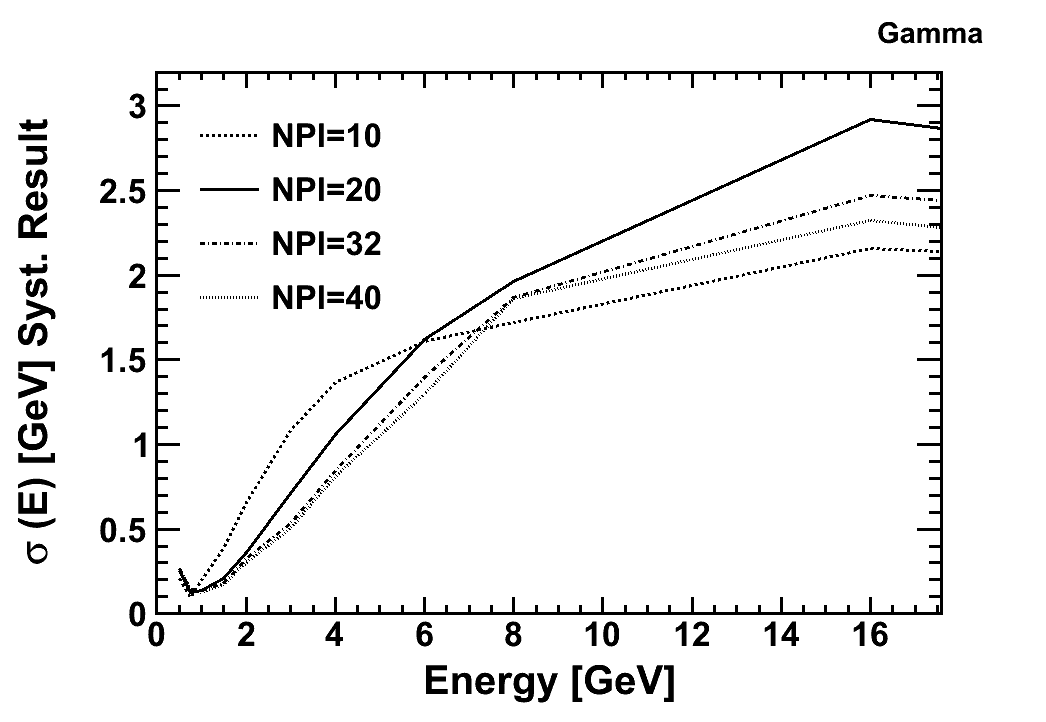 Gamma
σ (E) [GeV] Syst. Result
3
2.5
2
1.5
1
0.5
0
NPI=10
NPI=20
NPI=32
NPI=40
0 2 4 6 8 10 12 14 16
Energy [GeV]